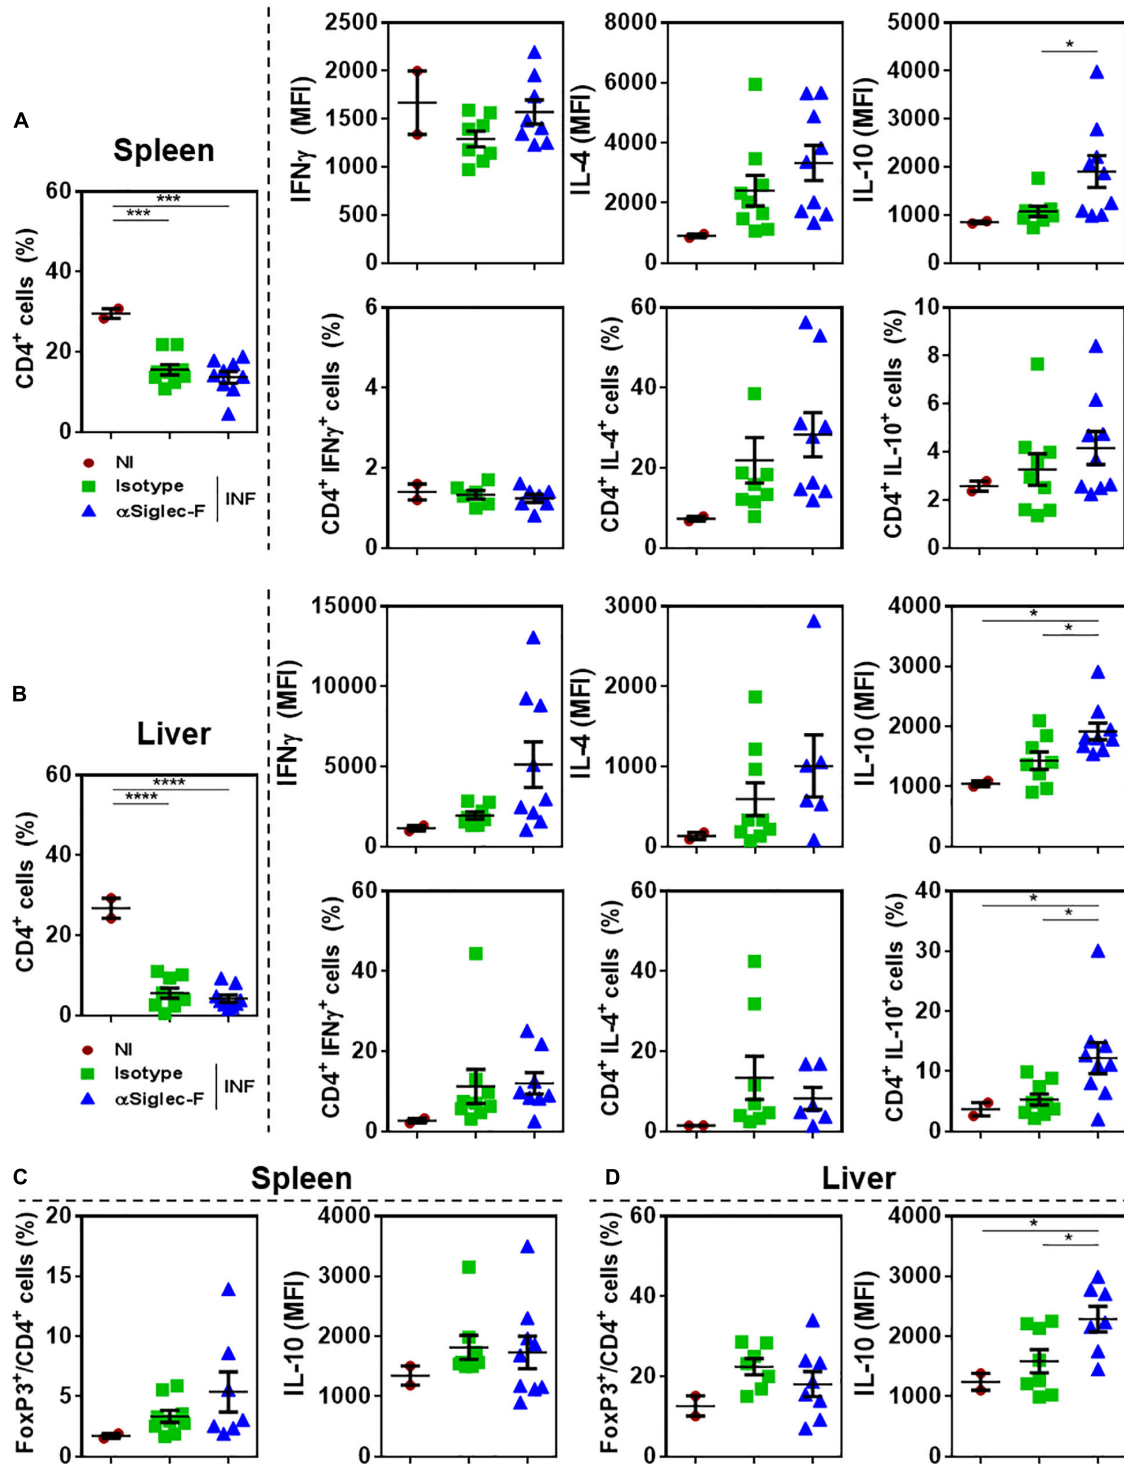 A
Spleen
CD4⁺ cells (%)
60
40
20
0
***
***
NI
Isotype
αSiglec-F
INF
IFNγ (MFI)
2500
2000
1500
1000
500
0
IL-4 (MFI)
8000
6000
4000
2000
0
IL-10 (MFI)
5000
4000
3000
2000
1000
0
*
CD4⁺ IFNγ⁺ cells (%)
6
4
2
0
CD4⁺ IL-4⁺ cells (%)
60
40
20
0
CD4⁺ IL-10⁺ cells (%)
10
8
6
4
2
0
B
Liver
CD4⁺ cells (%)
60
40
20
0
****
****
NI
Isotype
αSiglec-F
INF
IFNγ (MFI)
15000
10000
5000
0
IL-4 (MFI)
3000
2000
1000
0
IL-10 (MFI)
4000
3000
2000
1000
0
*
*
CD4⁺ IFNγ⁺ cells (%)
60
40
20
0
CD4⁺ IL-4⁺ cells (%)
60
40
20
0
CD4⁺ IL-10⁺ cells (%)
40
30
20
10
0
*
*
C
Spleen
FoxP3⁺/CD4⁺ cells (%)
20
15
10
5
0
IL-10 (MFI)
4000
3000
2000
1000
0
D
Liver
FoxP3⁺/CD4⁺ cells (%)
60
40
20
0
IL-10 (MFI)
4000
3000
2000
1000
0
*
*